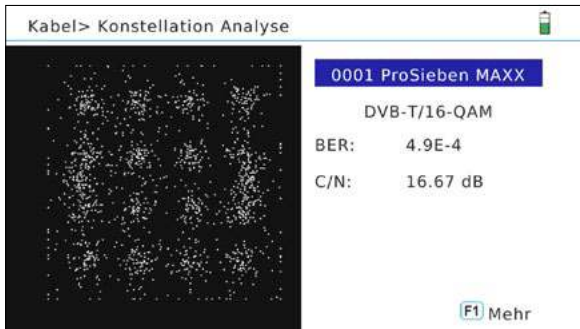 Kabel> Konstellation Analyse
0001 ProSieben MAXX
DVB-T/16-QAM
BER: 4.9E-4
C/N: 16.67 dB
F1 Mehr